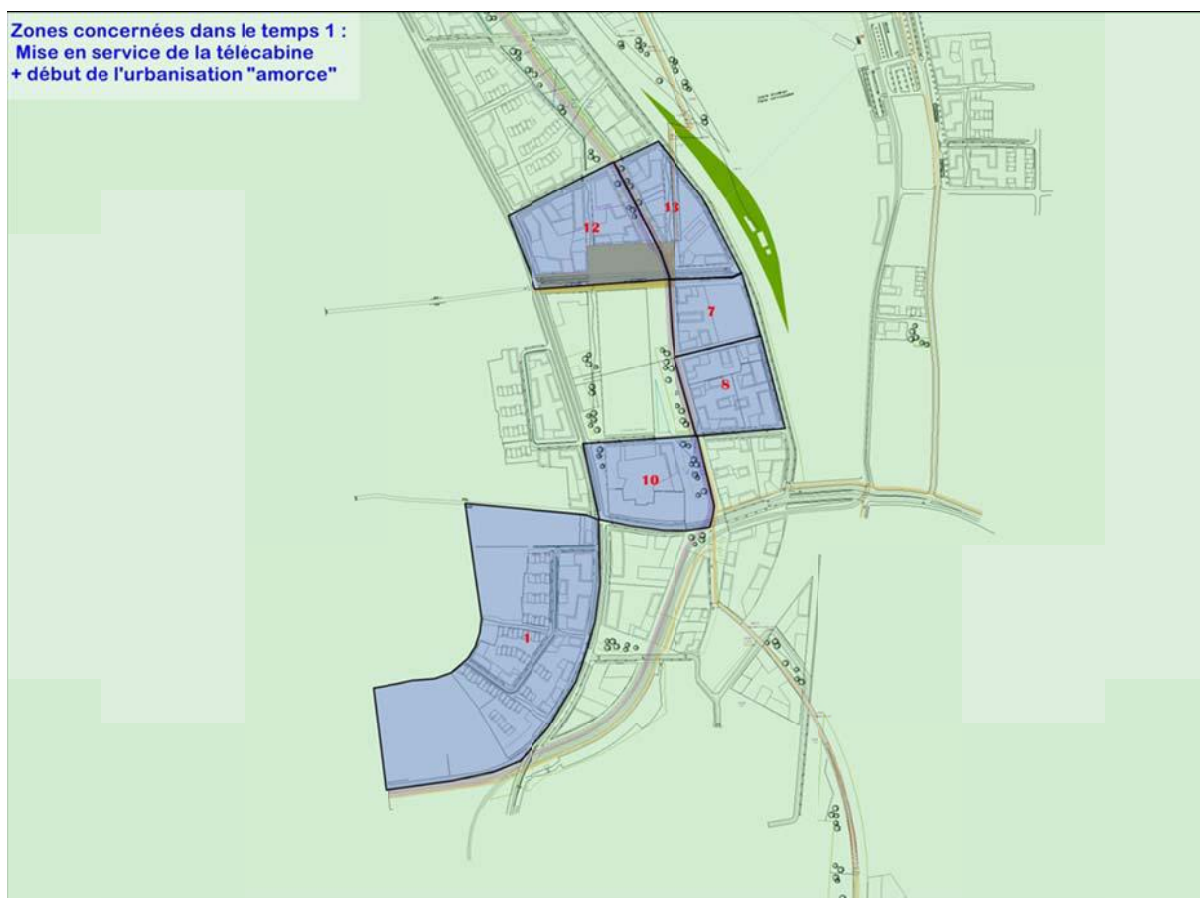 Zones concernées dans le temps 1 :
Mise en service de la télécabine
+ début de l'urbanisation "amorce"
13
12
7
8
10
1